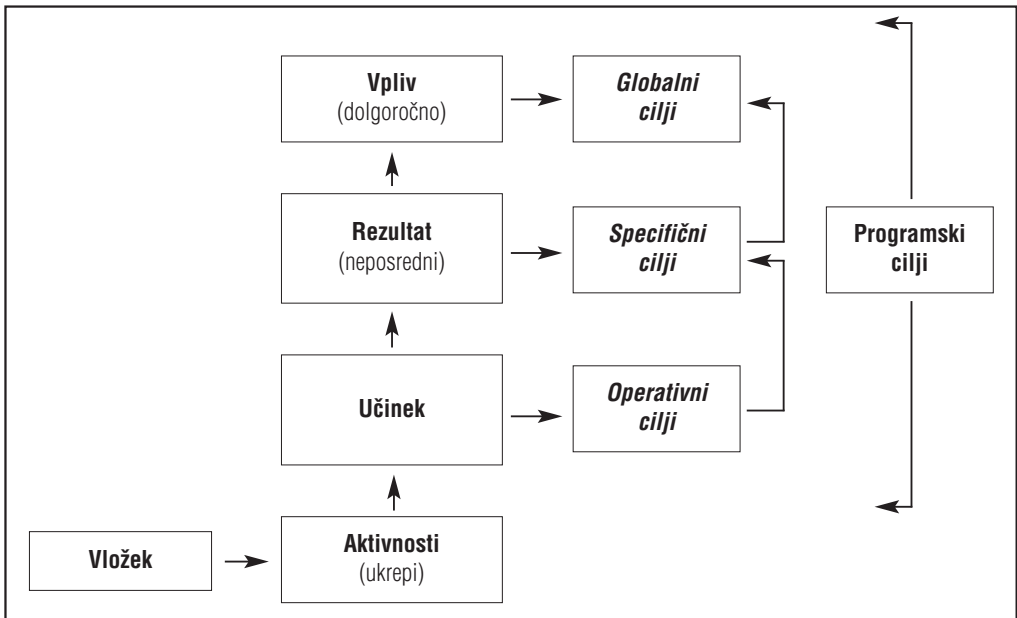 Vpliv
(dolgoročno)
Globalni
cilji
Rezultat
(neposredni)
Specifični
cilji
Programski
cilji
Učinek
Operativni
cilji
Vložek
Aktivnosti
(ukrepi)